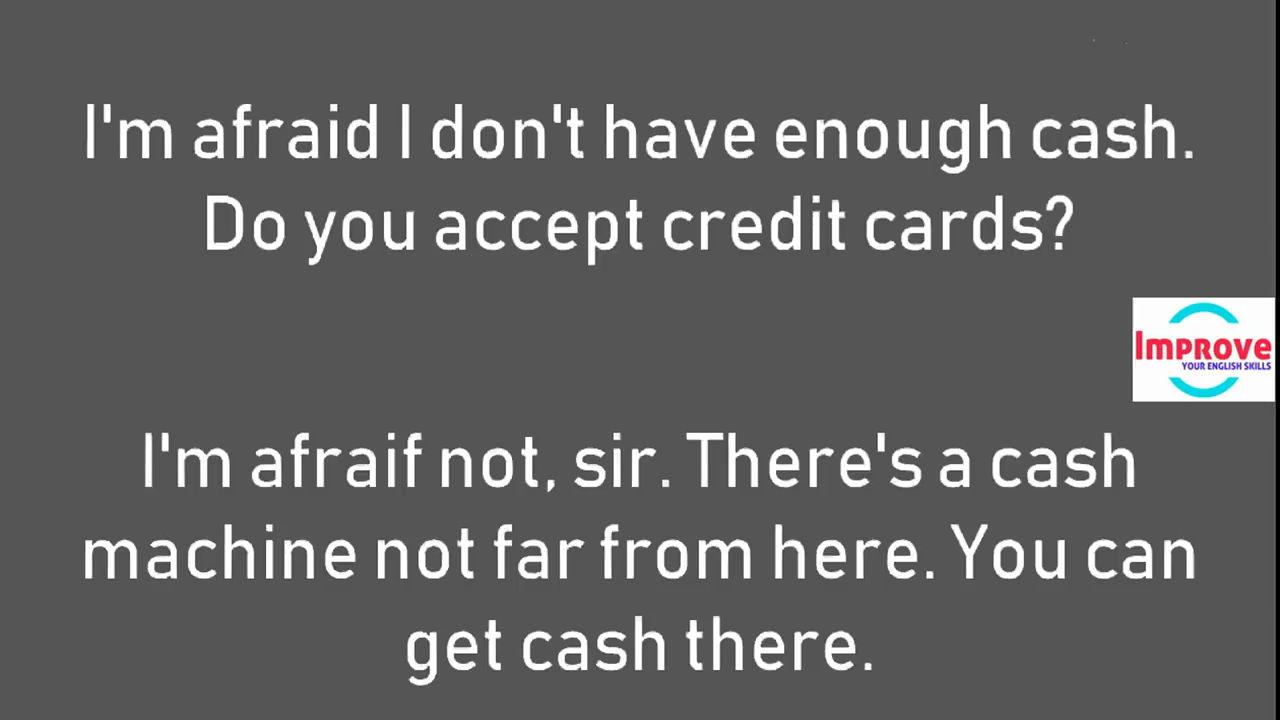 I'm afraid I don't have enough cash.
Do you accept credit cards?
Improve
YOUR ENGLISH SKILLS
I'm afraif not, sir. There's a cash
machine not far from here. You can
get cash there.